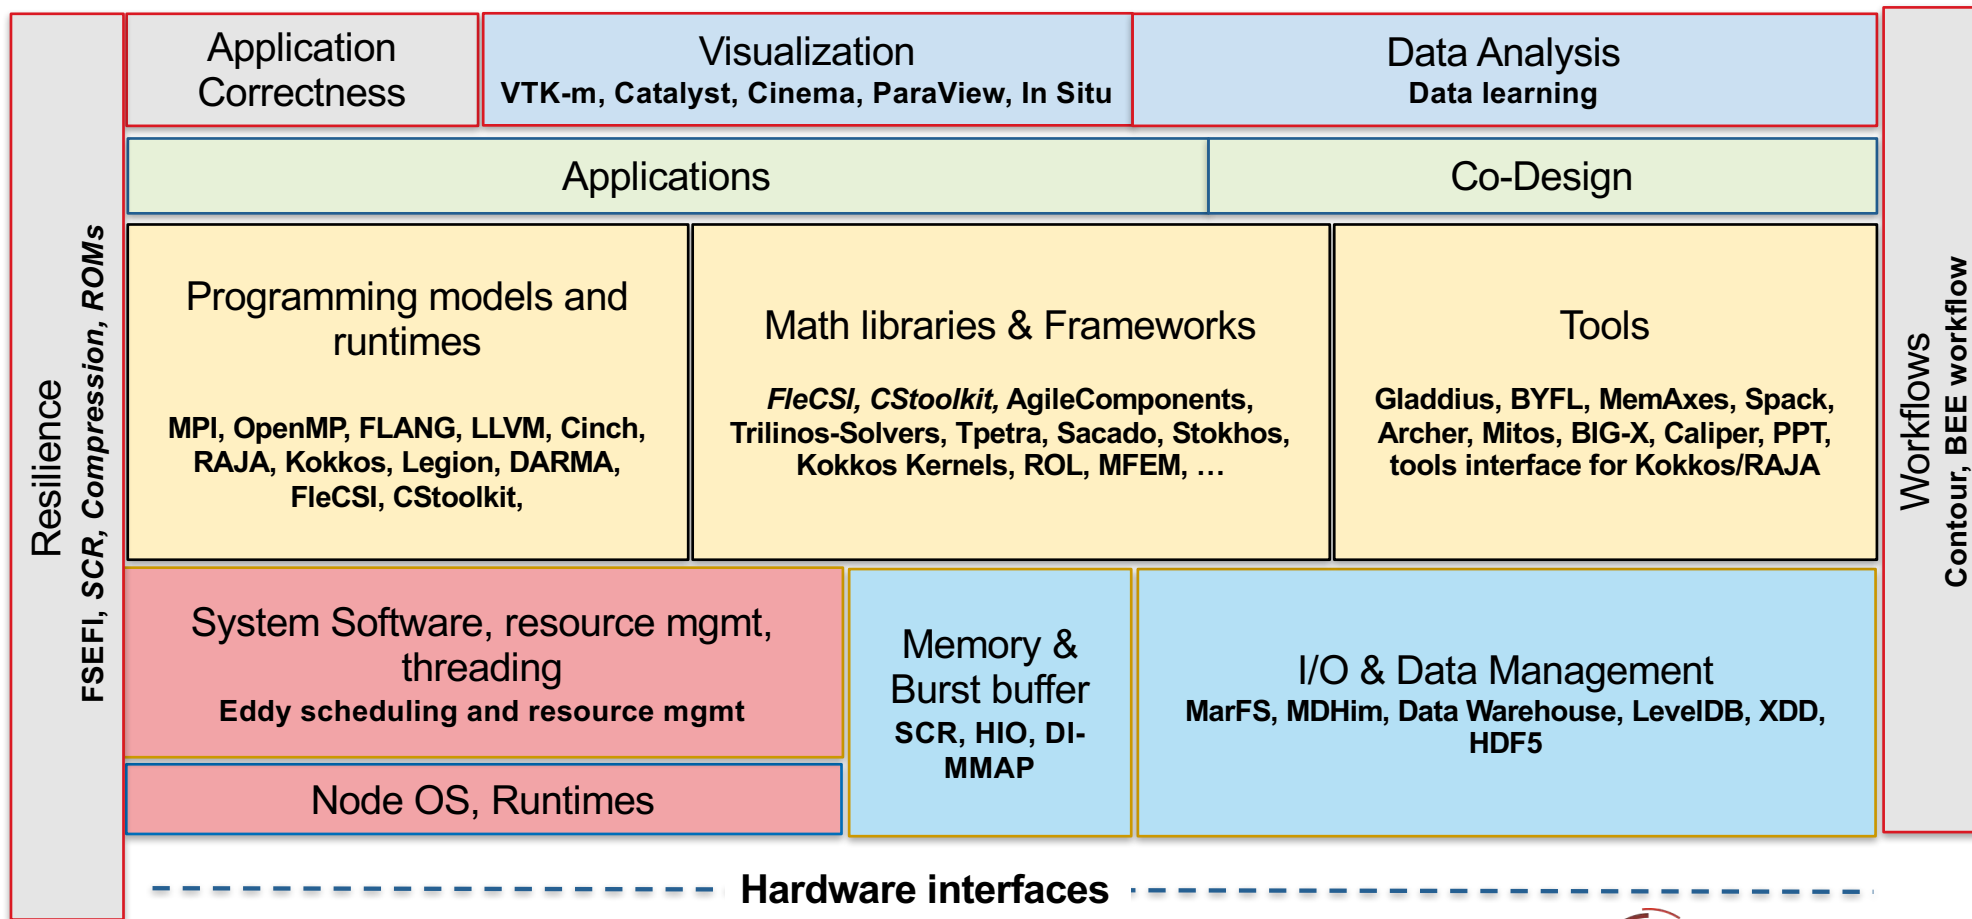 Application
Correctness
Visualization
VTK-m, Catalyst, Cinema, ParaView, In Situ
Data Analysis
Data learning
Applications
Co-Design
Resilience
FSEFI, SCR, Compression, ROMs
Programming models and
runtimes
MPI, OpenMP, FLANG, LLVM, Cinch,
RAJA, Kokkos, Legion, DARMA,
FleCSI, CStoolkit,
Math libraries & Frameworks
FleCSI, CStoolkit, AgileComponents,
Trilinos-Solvers, Tpetra, Sacado, Stokhos,
Kokkos Kernels, ROL, MFEM, …
Tools
Gladdius, BYFL, MemAxes, Spack,
Archer, Mitos, BIG-X, Caliper, PPT,
tools interface for Kokkos/RAJA
Workflows
Contour, BEE workflow
System Software, resource mgmt,
threading
Eddy scheduling and resource mgmt
Node OS, Runtimes
Memory &
Burst buffer
SCR, HIO, DI-
MMAP
I/O & Data Management
MarFS, MDHim, Data Warehouse, LevelDB, XDD,
HDF5
Hardware interfaces